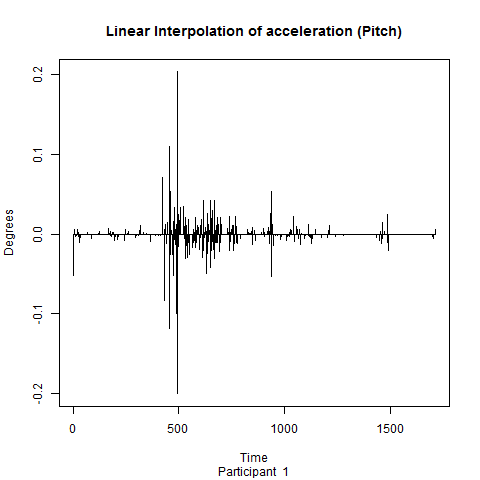 Linear Interpolation of acceleration (Pitch)
Degrees
0.2
0.1
0.0
-0.1
-0.2
0 500 1000 1500
Time
Participant 1